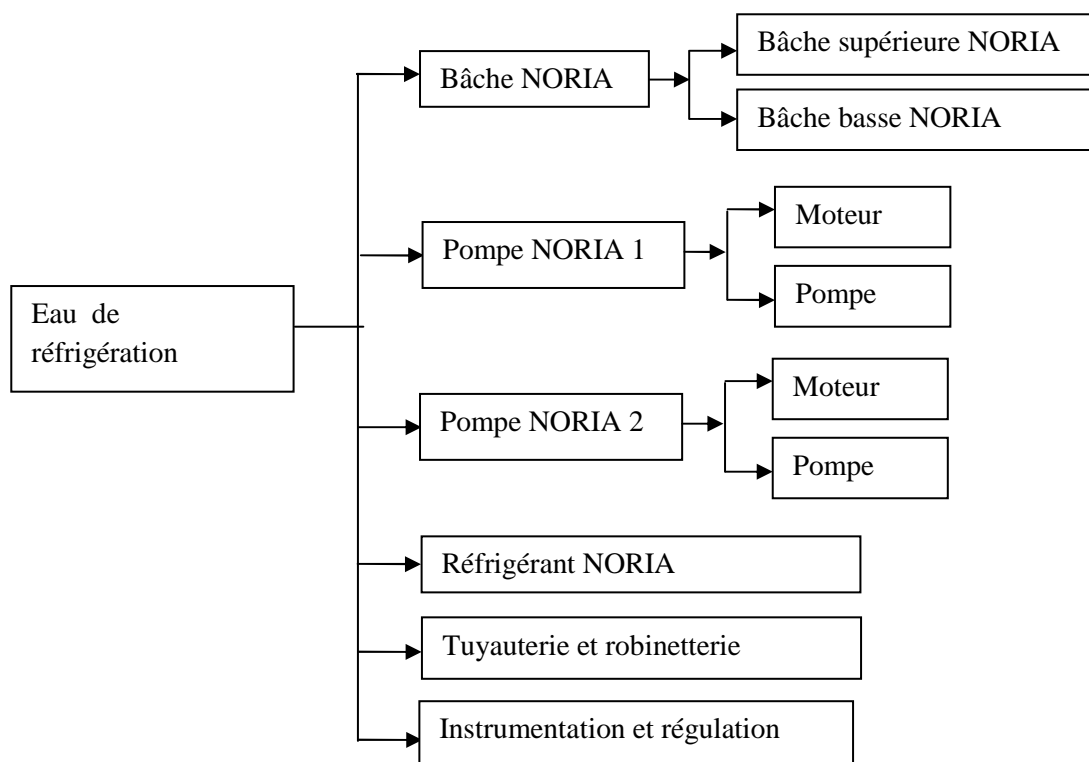 Bâche supérieure NORIA
Bâche NORIA
Bâche basse NORIA
Moteur
Pompe NORIA 1
Pompe
Eau de
réfrigération
Moteur
Pompe NORIA 2
Pompe
Réfrigérant NORIA
Tuyauterie et robinetterie
Instrumentation et régulation